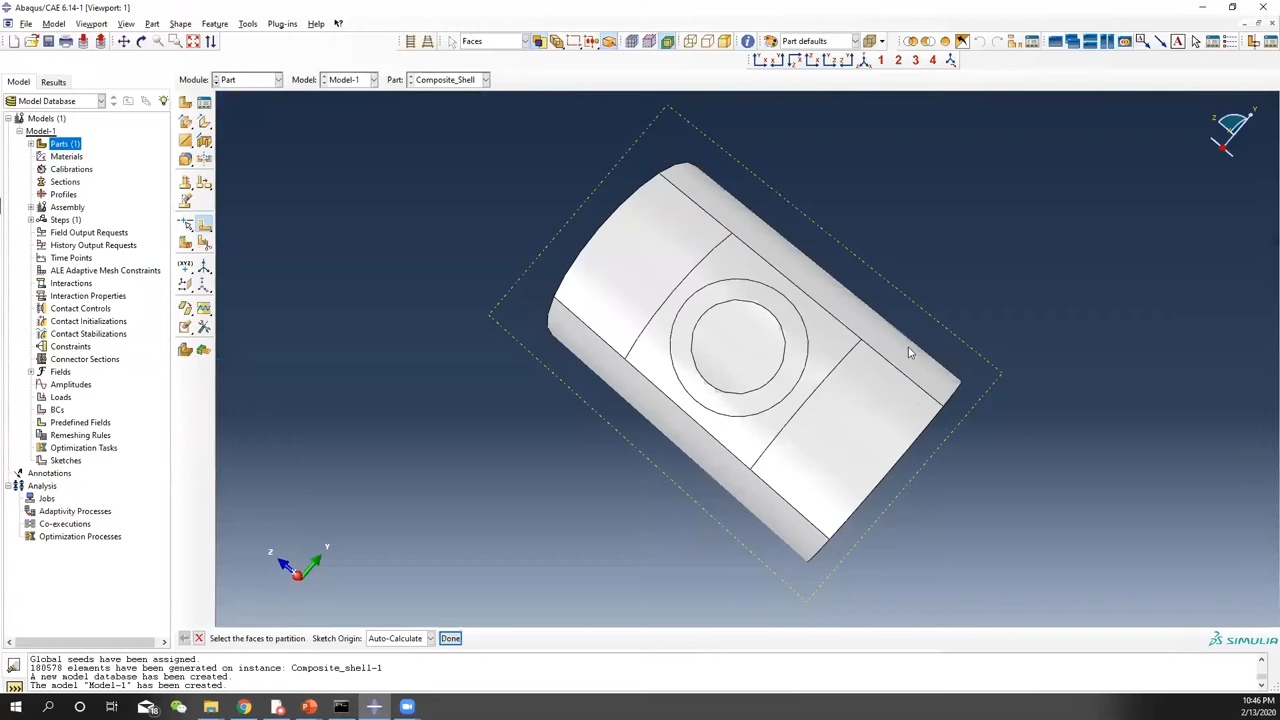 Abaqus/CAE 6.14-1 [Viewport: 1]
File Model Viewport View Part Shape Feature Tools Plug-ins Help
Faces
Part defaults
1 2 3 4
Model Results
Module: Part Model: Model-1 Part: Composite_Shell
Model Database
Models (1)
Model-1
Parts (1)
Materials
Calibrations
Sections
Profiles
Assembly
Steps (1)
Field Output Requests
History Output Requests
Time Points
ALE Adaptive Mesh Constraints
Interactions
Interaction Properties
Contact Controls
Contact Initializations
Contact Stabilizations
Constraints
Connector Sections
Fields
Amplitudes
Loads
BCs
Predefined Fields
Remeshing Rules
Optimization Tasks
Sketches
Annotations
Analysis
Jobs
Adaptivity Processes
Co-executions
Optimization Processes
Z Y
Z Y
Select the faces to partition Sketch Origin: Auto-Calculate Done
SIMULIA
Global seeds have been assigned.
180578 elements have been generated on instance: Composite_shell-1
A new model database has been created.
The model "Model-1" has been created.
10:46 PM
2/13/2020